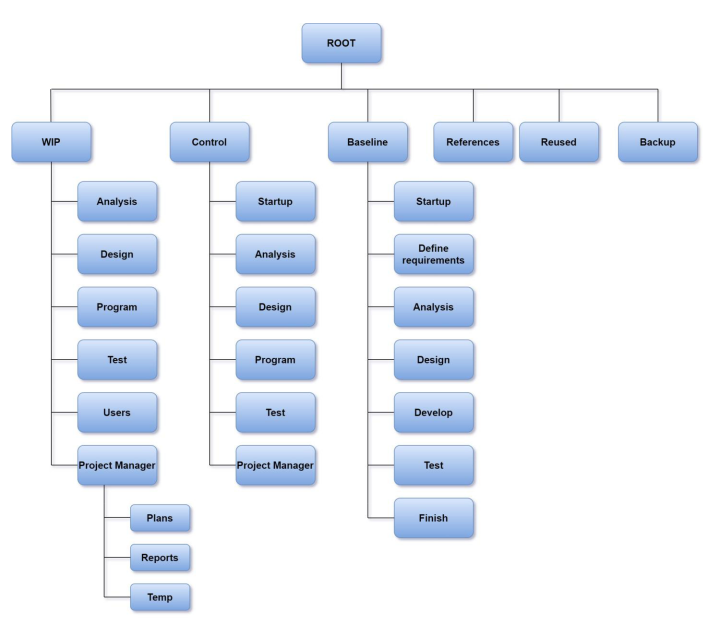 ROOT
WIP
Control
Baseline
References
Reused
Backup
Analysis
Design
Program
Test
Users
Project Manager
Plans
Reports
Temp
Startup
Analysis
Design
Program
Test
Project Manager
Startup
Define
requirements
Analysis
Design
Develop
Test
Finish